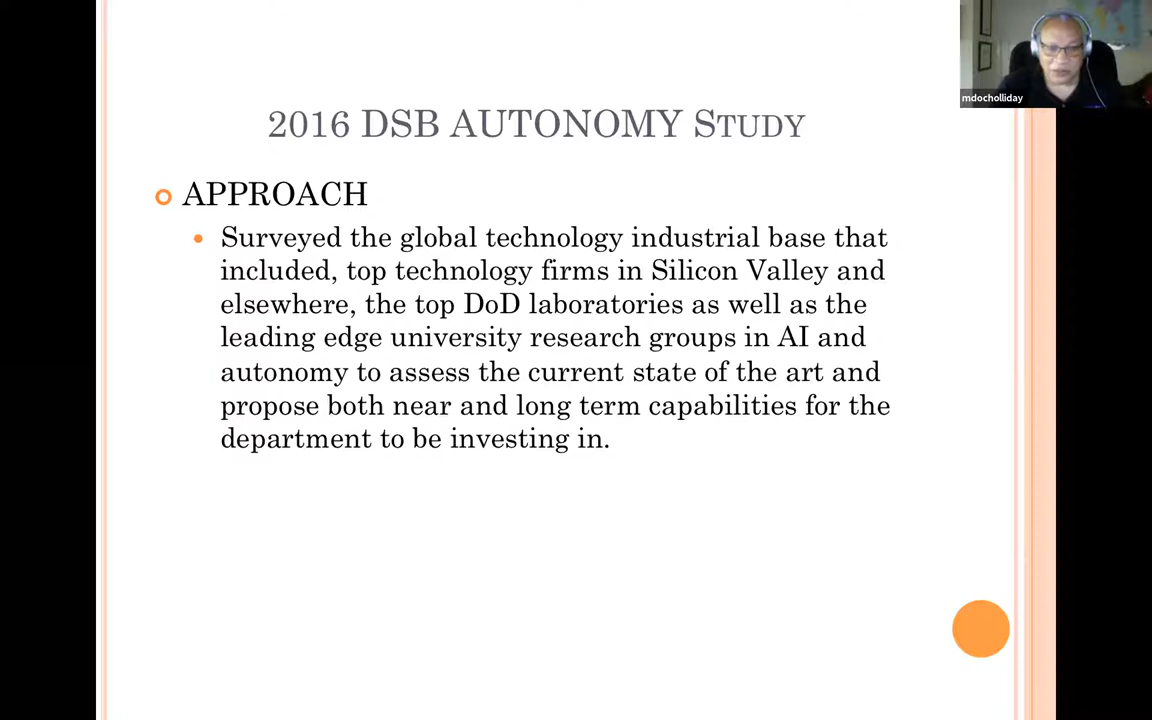 mdocholliday
2016 DSB AUTONOMY STUDY
APPROACH
Surveyed the global technology industrial base that
included, top technology firms in Silicon Valley and
elsewhere, the top DoD laboratories as well as the
leading edge university research groups in AI and
autonomy to assess the current state of the art and
propose both near and long term capabilities for the
department to be investing in.